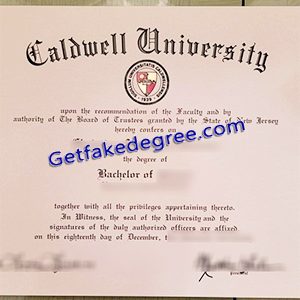 Caldwell University
1939
upon the recommendation of the Faculty and by
authority of The Board of Trustees granted by the State of New Jersey
hereby confers on
Getfakedegree.com
the degree of
Bachelor of
together with all the privileges appertaining thereto.
In Witness, the seal of the University and the
signatures of the duly authorized officers are affixed
on this eighteenth day of December,